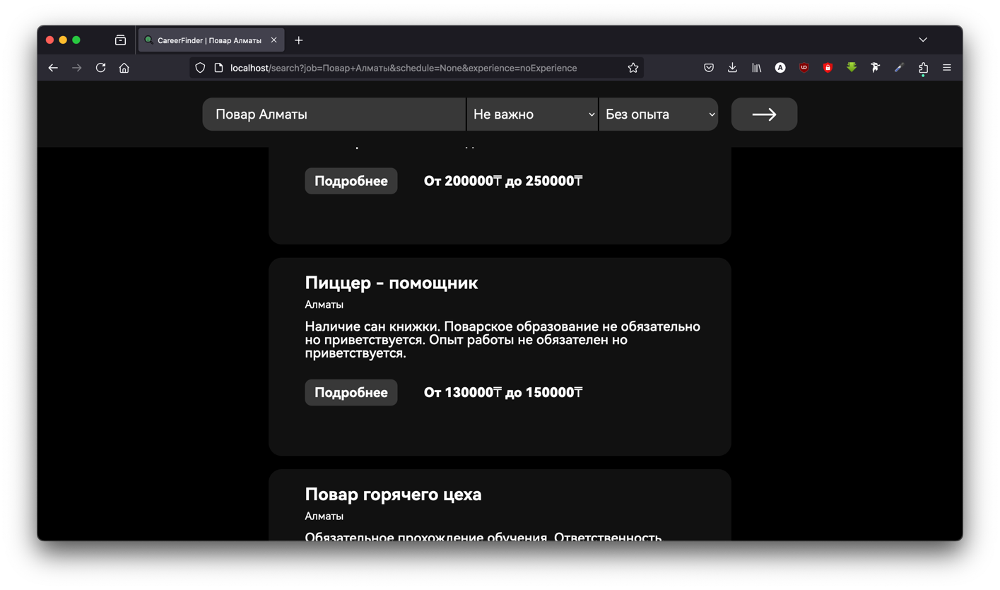 CareerFinder | Повар Алматы
localhost/search?job=Повар+Алматы&schedule=None&experience=noExperience
Повар Алматы
Не важно
Без опыта
Подробнее
От 200000₸ до 250000₸
Пиццер - помощник
Алматы
Наличие сан книжки. Поварское образование не обязательно
но приветствуется. Опыт работы не обязателен но
приветствуется.
Подробнее
От 130000₸ до 150000₸
Повар горячего цеха
Алматы
Обязательное прохождение обучения. Ответственность